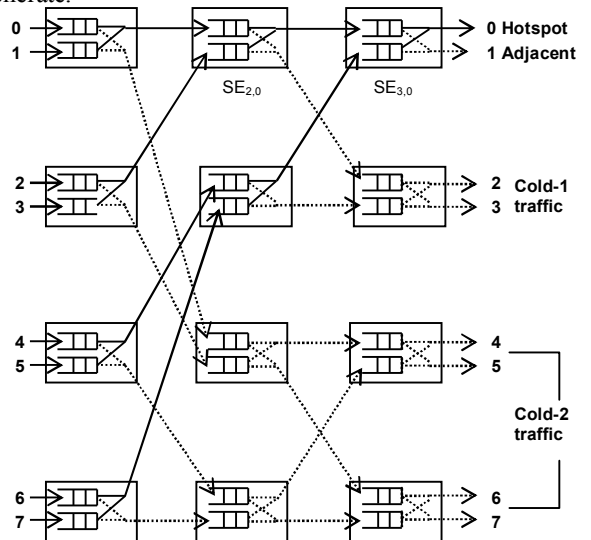 0 0 Hotspot
1 1 Adjacent
SE2,0 SE3,0
2 2 Cold-1
3 3 traffic
4 4
5 5
Cold-2
traffic
6 6
7 7